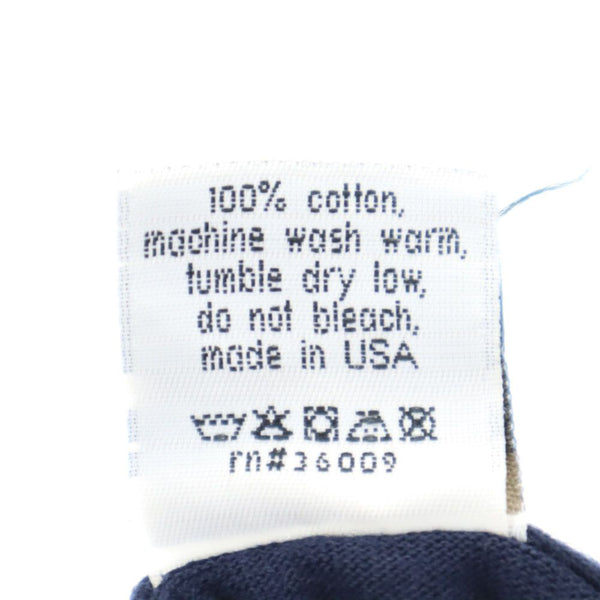 100% cotton,
machine wash warm,
tumble dry low,
do not bleach,
made in USA
rn#36009